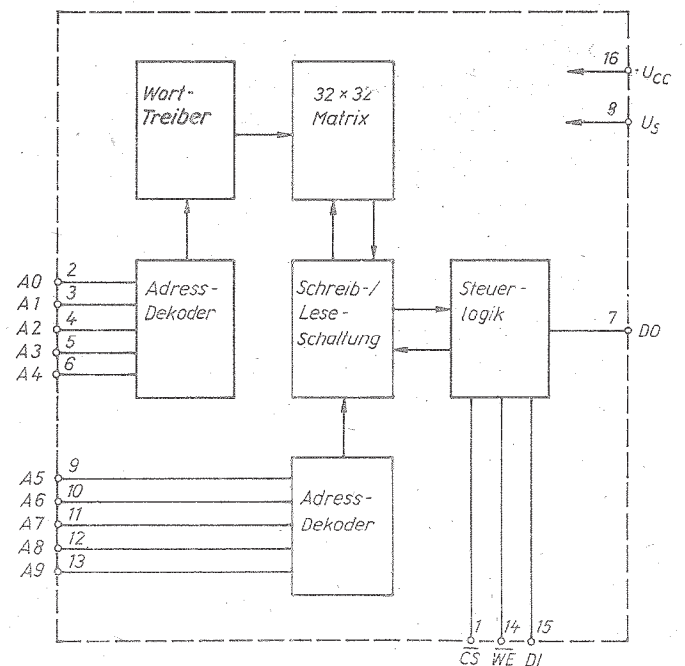 Wort-
Treiber
32 × 32
Matrix
16
U_CC
8
U_S
A0 2
A1 3
A2 4
A3 5
A4 6
Adress-
Dekoder
Schreib-/
Lese-
Schaltung
Steuer-
logik
7 DO
A5 9
A6 10
A7 11
A8 12
A9 13
Adress-
Dekoder
1 14 15
C̅S̅ W̅E̅ DI